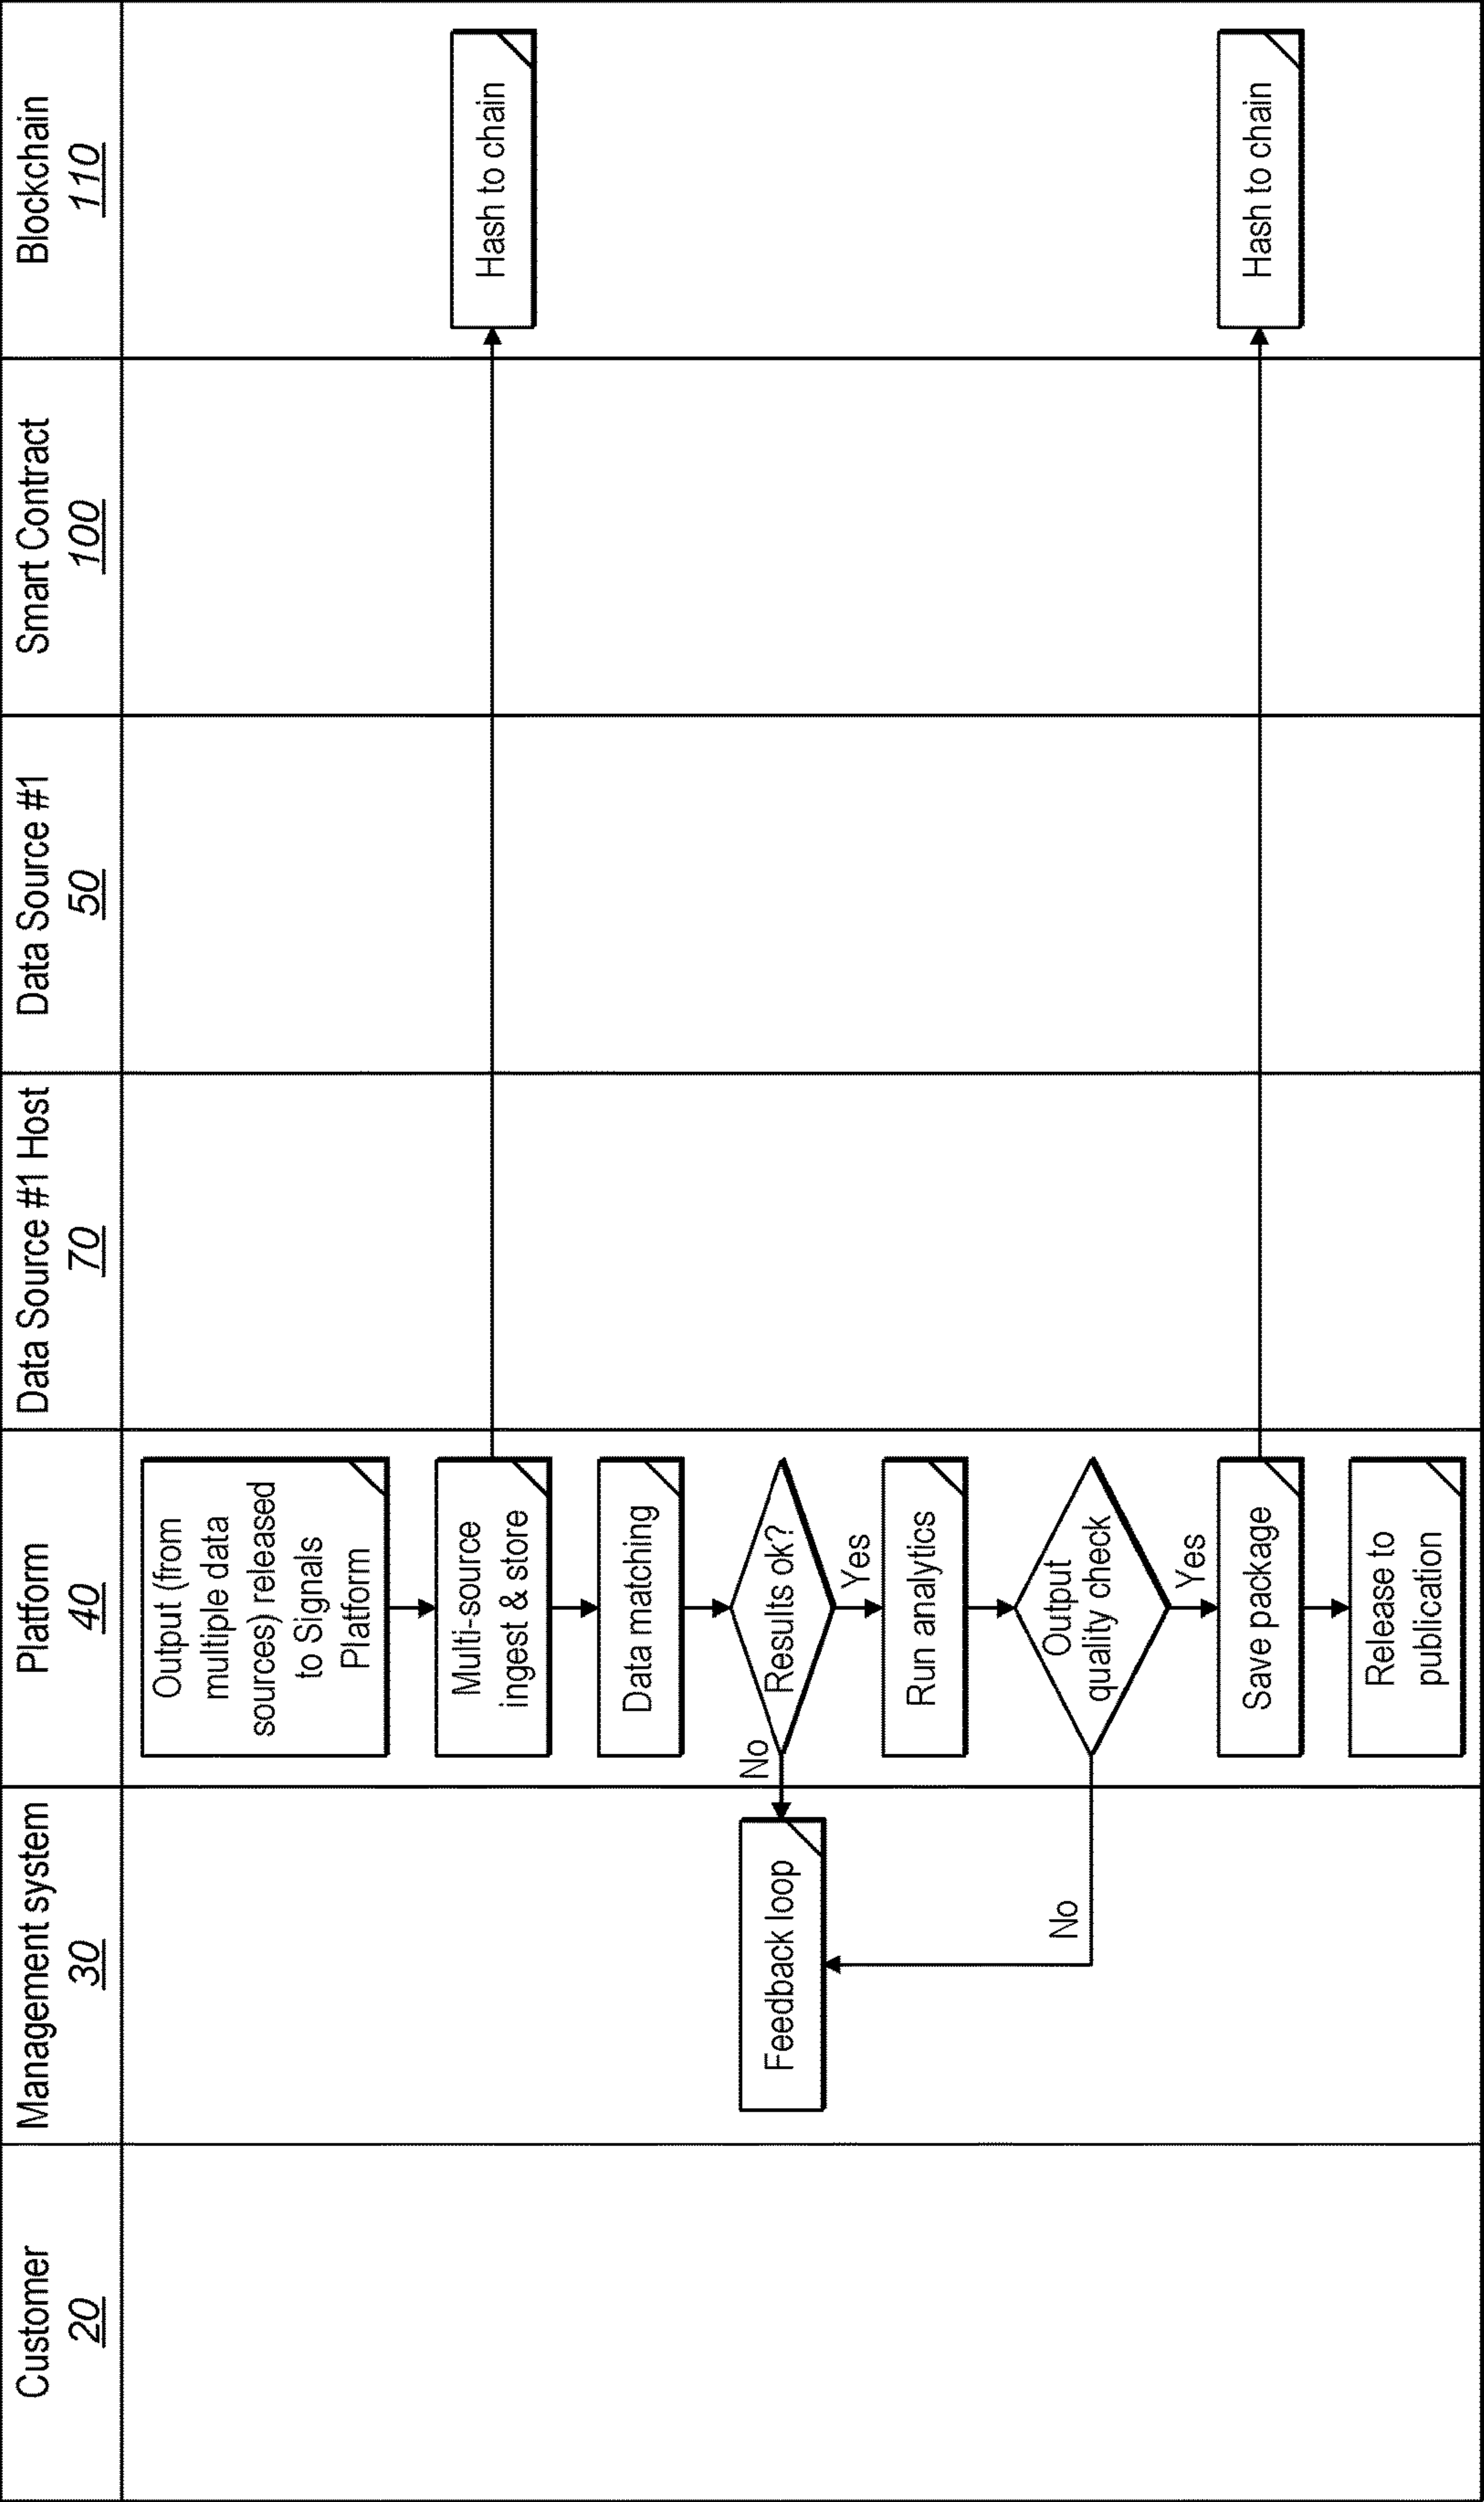 Customer
20
Management system
30
Platform
40
Data Source #1 Host
70
Data Source #1
50
Smart Contract
100
Blockchain
110
Output (from
multiple data
sources) released
to Signals
Platform
Multi-source
ingest & store
Hash to chain
Data matching
Feedback loop
No
Results ok?
Yes
Run analytics
No
Output
quality check
Yes
Save package
Hash to chain
Release to
publication